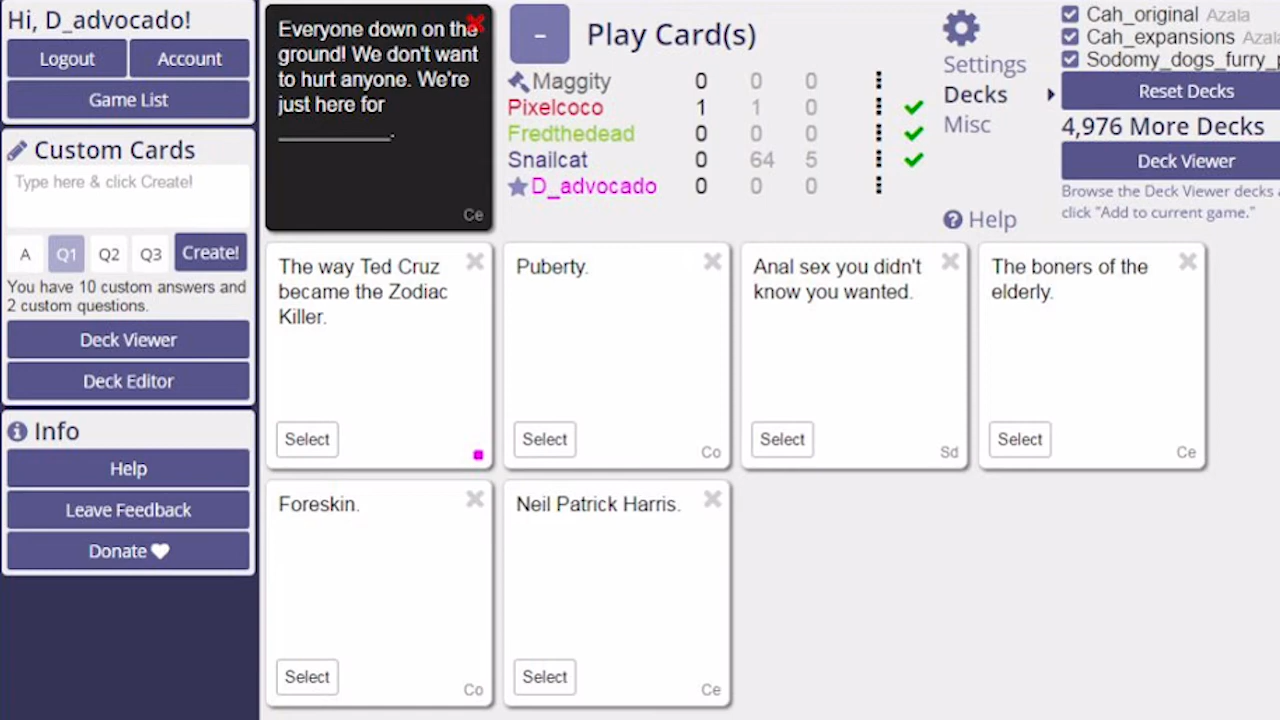 Hi, D_advocado!
Logout
Account
Game List
Custom Cards
Type here & click Create!
A
Q1
Q2
Q3
Create!
You have 10 custom answers and
2 custom questions.
Deck Viewer
Deck Editor
Info
Help
Leave Feedback
Donate
Everyone down on the
ground! We don't want
to hurt anyone. We're
just here for
__________.
Ce
-
Play Card(s)
Maggity 0 0 0
Pixelcoco 1 1 0
Fredthedead 0 0 0
Snailcat 0 64 5
D_advocado 0 0 0
Settings
Decks
Misc
Help
Cah_original Azala
Cah_expansions Azala
Sodomy_dogs_furry_
Reset Decks
4,976 More Decks
Deck Viewer
Browse the Deck Viewer decks
click "Add to current game."
The way Ted Cruz
became the Zodiac
Killer.
Select
Puberty.
Select
Co
Anal sex you didn't
know you wanted.
Select
Sd
The boners of the
elderly.
Select
Ce
Foreskin.
Select
Co
Neil Patrick Harris.
Select
Ce